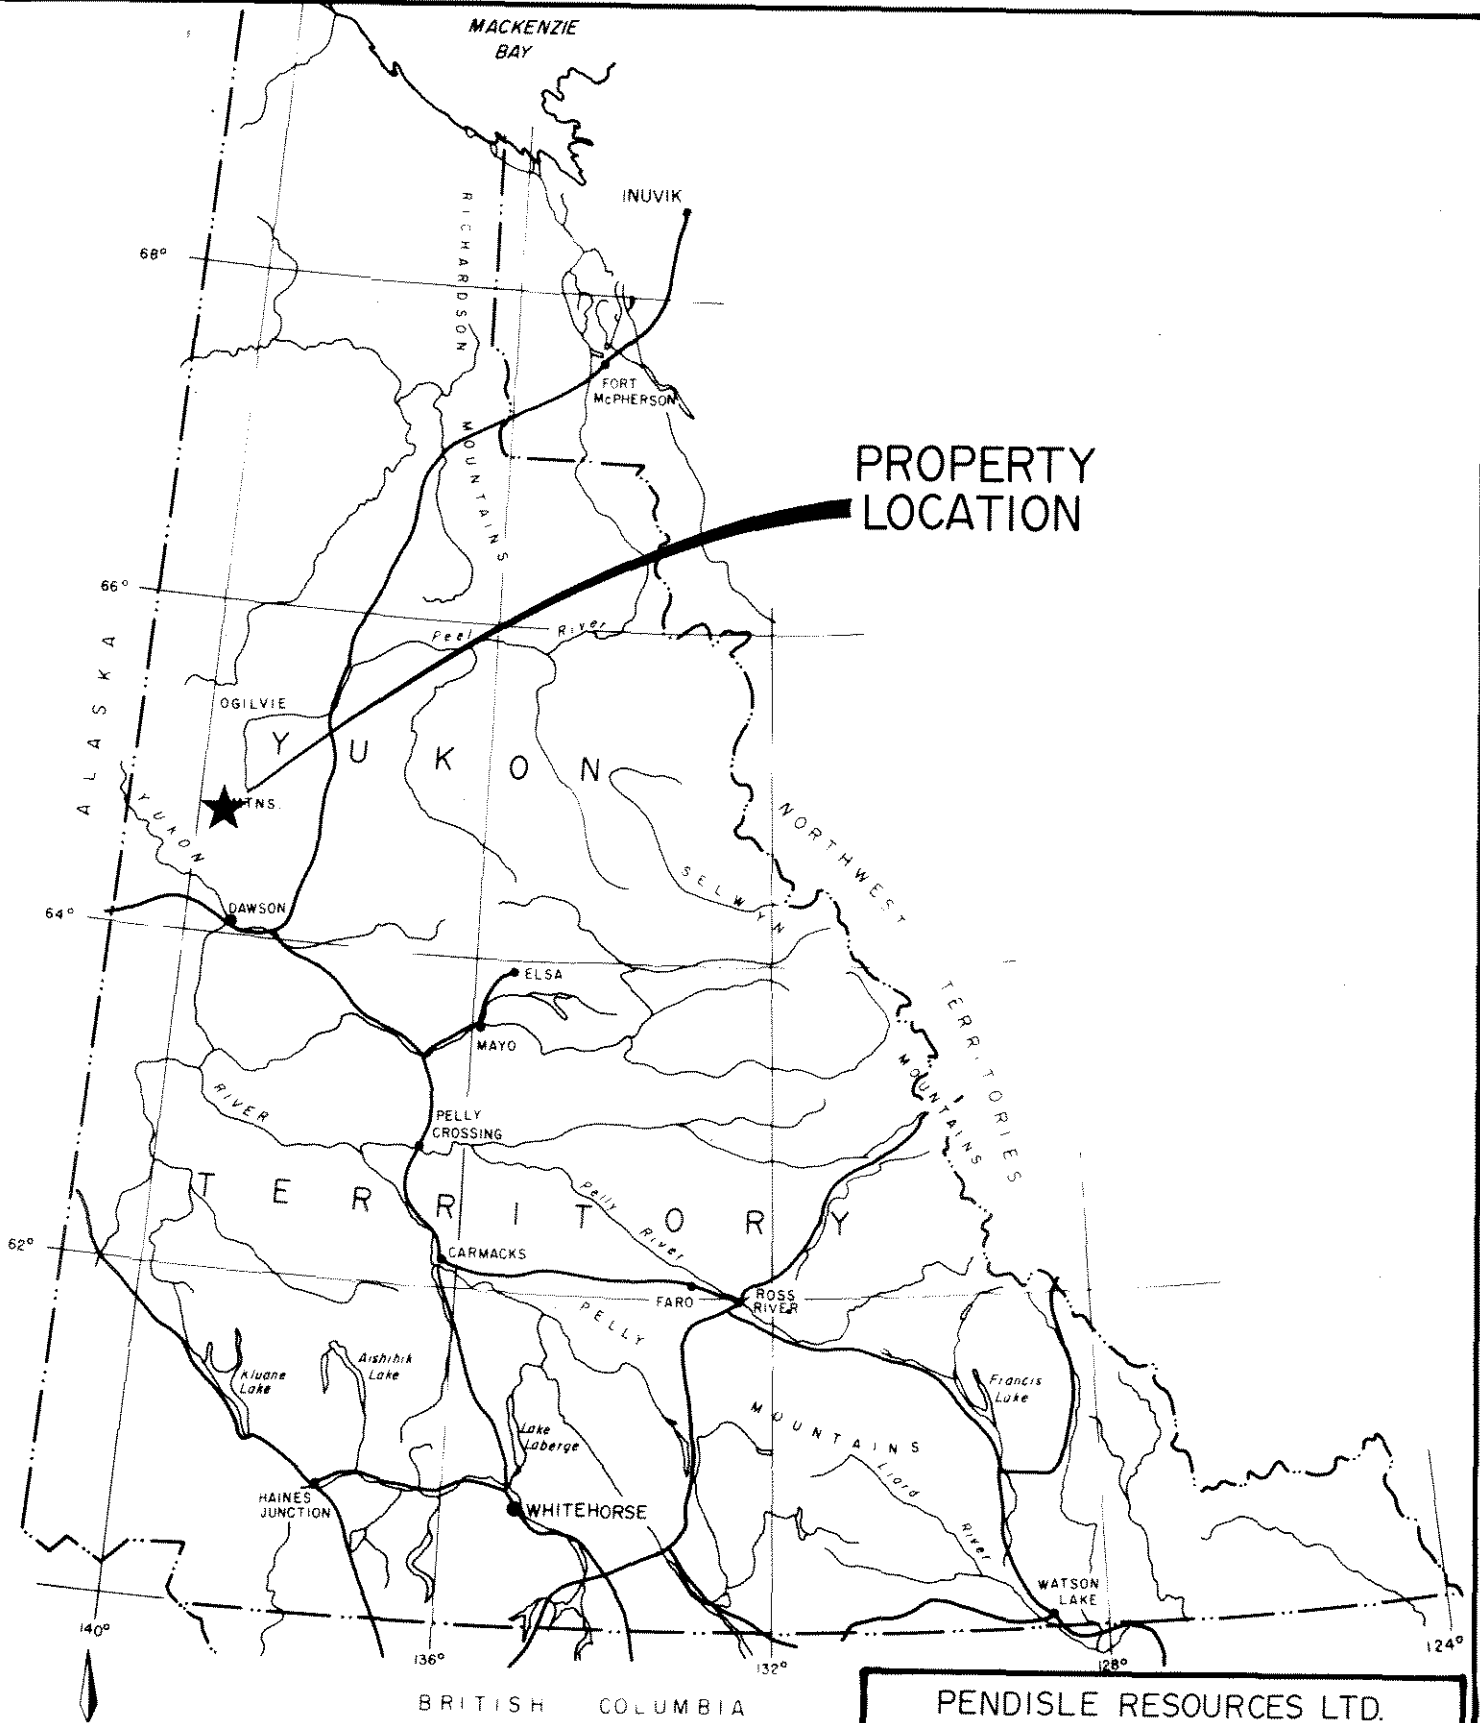 MACKENZIE
BAY
INUVIK
RICHARDSON
68°
FORT
McPHERSON
MOUNTAINS
PROPERTY
LOCATION
66°
Peel River
ALASKA
OGILVIE
YUKON
MTNS.
YUKON
NORTHWEST
SELWYN
64°
DAWSON
ELSA
TERRITORIES
MAYO
MOUNTAINS
RIVER
PELLY
CROSSING
TERRITORY
Pelly
River
62°
CARMACKS
FARO
ROSS
RIVER
PELLY
Kluane
Lake
Aishihik
Lake
Francis
Lake
MOUNTAINS
Lake
Laberge
Liard
River
HAINES
JUNCTION
WHITEHORSE
WATSON
LAKE
140°
136°
132°
128°
124°
BRITISH COLUMBIA
PENDISLE RESOURCES LTD.